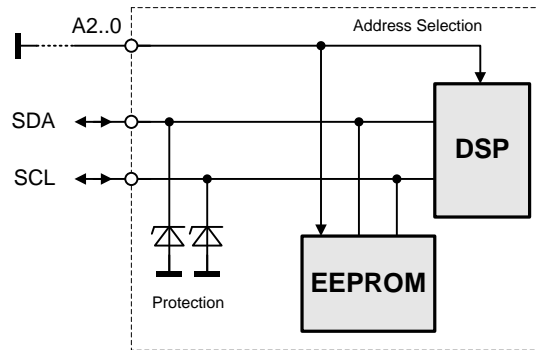 A2..0
Address Selection
SDA
DSP
SCL
EEPROM
Protection